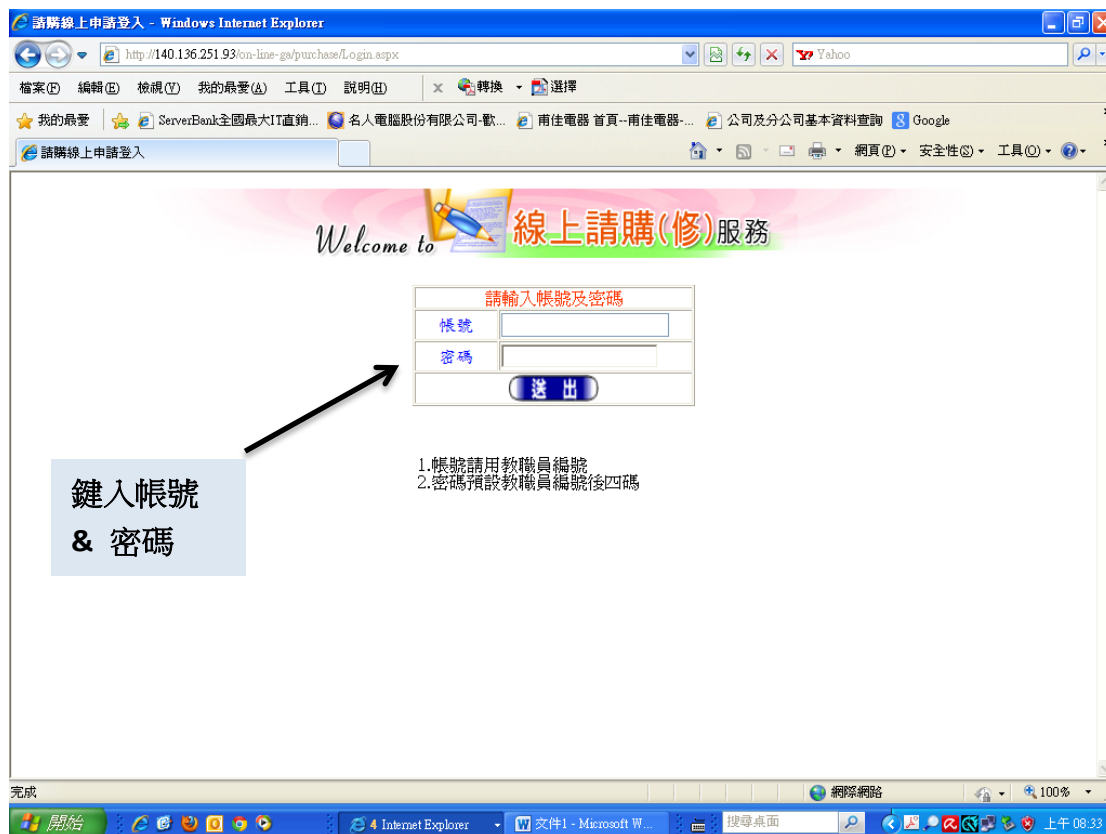 請購線上申請登入 - Windows Internet Explorer
http://140.136.251.93/on-line-ga/purchase/Login.aspx
Yahoo
檔案(F) 編輯(E) 檢視(V) 我的最愛(A) 工具(T) 說明(H) x 轉換 選擇
我的最愛 ServerBank全國最大IT直銷... 名人電腦股份有限公司-歡... 甫佳電器 首頁--甫佳電器-... 公司及分公司基本資料查詢 Google
請購線上申請登入 網頁(P) 安全性(S) 工具(O)
Welcome to 線上請購(修)服務
請輸入帳號及密碼
帳號
密碼
送 出
1.帳號請用教職員編號
2.密碼預設教職員編號後四碼
鍵入帳號
& 密碼
完成 網際網路 100%
開始 4 Internet Explorer 文件1 - Microsoft W... 搜尋桌面 上午 08:33